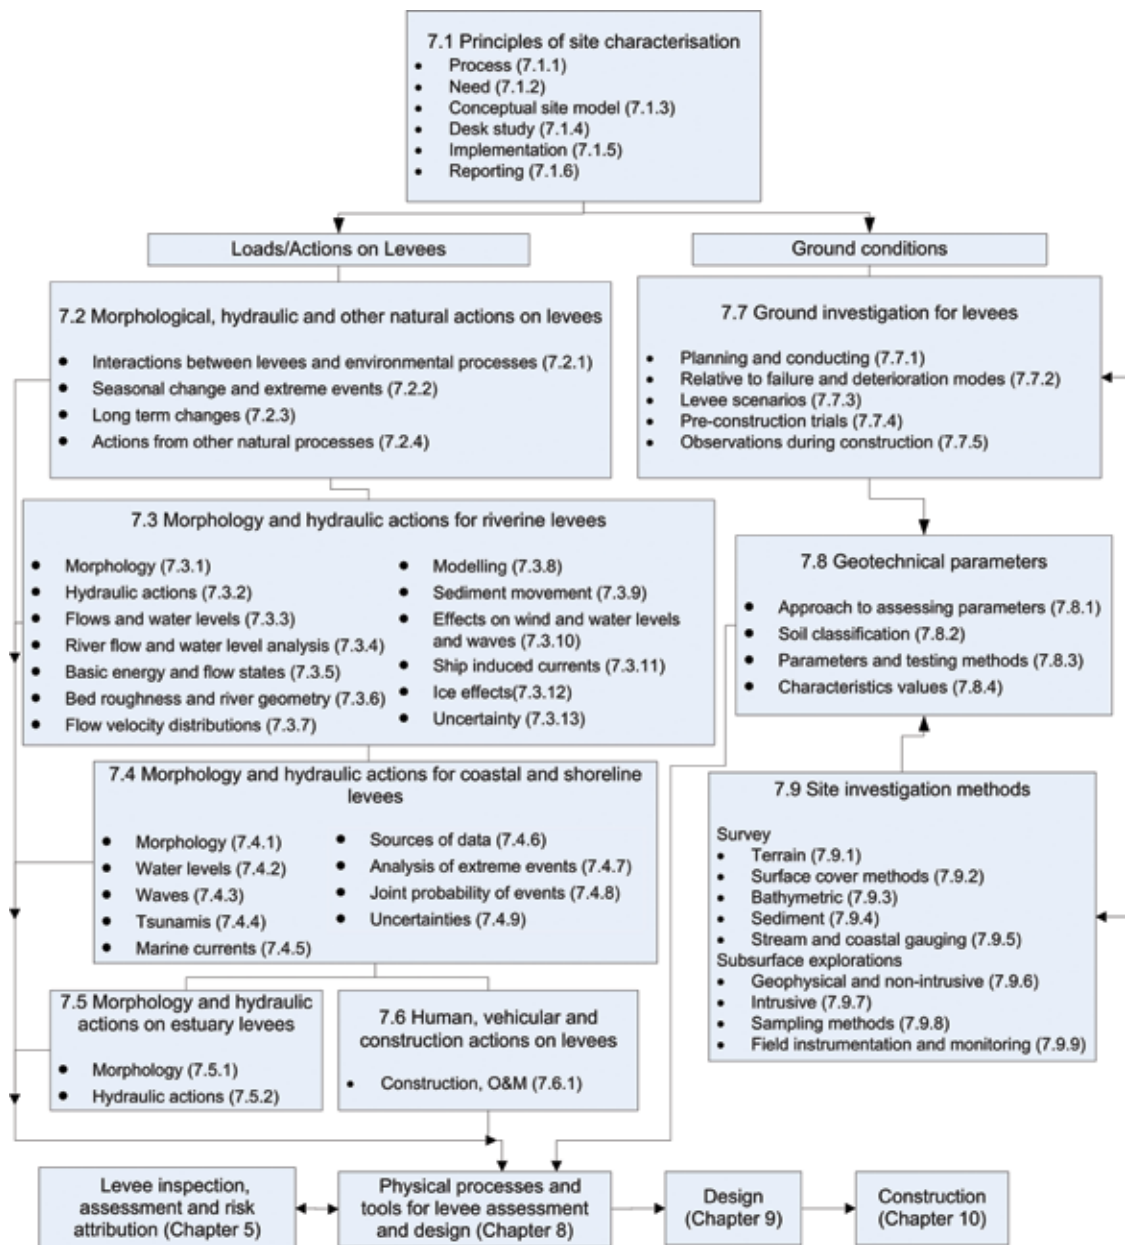 7.1 Principles of site characterisation
• Process (7.1.1)
• Need (7.1.2)
• Conceptual site model (7.1.3)
• Desk study (7.1.4)
• Implementation (7.1.5)
• Reporting (7.1.6)
Loads/Actions on Levees
Ground conditions
7.2 Morphological, hydraulic and other natural actions on levees
• Interactions between levees and environmental processes (7.2.1)
• Seasonal change and extreme events (7.2.2)
• Long term changes (7.2.3)
• Actions from other natural processes (7.2.4)
7.7 Ground investigation for levees
• Planning and conducting (7.7.1)
• Relative to failure and deterioration modes (7.7.2)
• Levee scenarios (7.7.3)
• Pre-construction trials (7.7.4)
• Observations during construction (7.7.5)
7.3 Morphology and hydraulic actions for riverine levees
• Morphology (7.3.1)
• Hydraulic actions (7.3.2)
• Flows and water levels (7.3.3)
• River flow and water level analysis (7.3.4)
• Basic energy and flow states (7.3.5)
• Bed roughness and river geometry (7.3.6)
• Flow velocity distributions (7.3.7)
• Modelling (7.3.8)
• Sediment movement (7.3.9)
• Effects on wind and water levels
and waves (7.3.10)
• Ship induced currents (7.3.11)
• Ice effects(7.3.12)
• Uncertainty (7.3.13)
7.8 Geotechnical parameters
• Approach to assessing parameters (7.8.1)
• Soil classification (7.8.2)
• Parameters and testing methods (7.8.3)
• Characteristics values (7.8.4)
7.4 Morphology and hydraulic actions for coastal and shoreline
levees
• Morphology (7.4.1)
• Water levels (7.4.2)
• Waves (7.4.3)
• Tsunamis (7.4.4)
• Marine currents (7.4.5)
• Sources of data (7.4.6)
• Analysis of extreme events (7.4.7)
• Joint probability of events (7.4.8)
• Uncertainties (7.4.9)
7.9 Site investigation methods
Survey
• Terrain (7.9.1)
• Surface cover methods (7.9.2)
• Bathymetric (7.9.3)
• Sediment (7.9.4)
• Stream and coastal gauging (7.9.5)
Subsurface explorations
• Geophysical and non-intrusive (7.9.6)
• Intrusive (7.9.7)
• Sampling methods (7.9.8)
• Field instrumentation and monitoring (7.9.9)
7.5 Morphology and hydraulic
actions on estuary levees
• Morphology (7.5.1)
• Hydraulic actions (7.5.2)
7.6 Human, vehicular and
construction actions on levees
• Construction, O&M (7.6.1)
Levee inspection,
assessment and risk
attribution (Chapter 5)
Physical processes and
tools for levee assessment
and design (Chapter 8)
Design
(Chapter 9)
Construction
(Chapter 10)